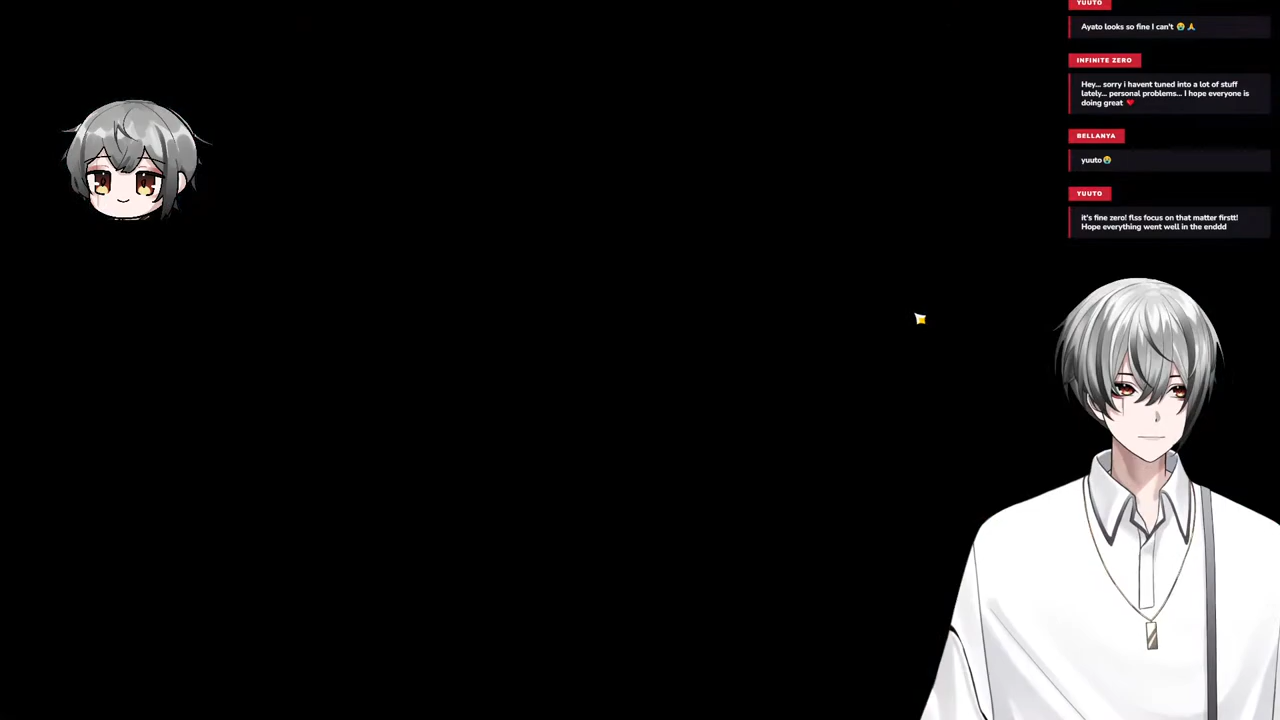 YUUTO
Ayato looks so fine I can't 😭🙏
INFINITE ZERO
Hey... sorry i havent tuned into a lot of stuff
lately... personal problems... I hope everyone is
doing great ❤️
BELLANYA
yuuto😭
YUUTO
it's fine zero! flss focus on that matter firstt!
Hope everything went well in the enddd